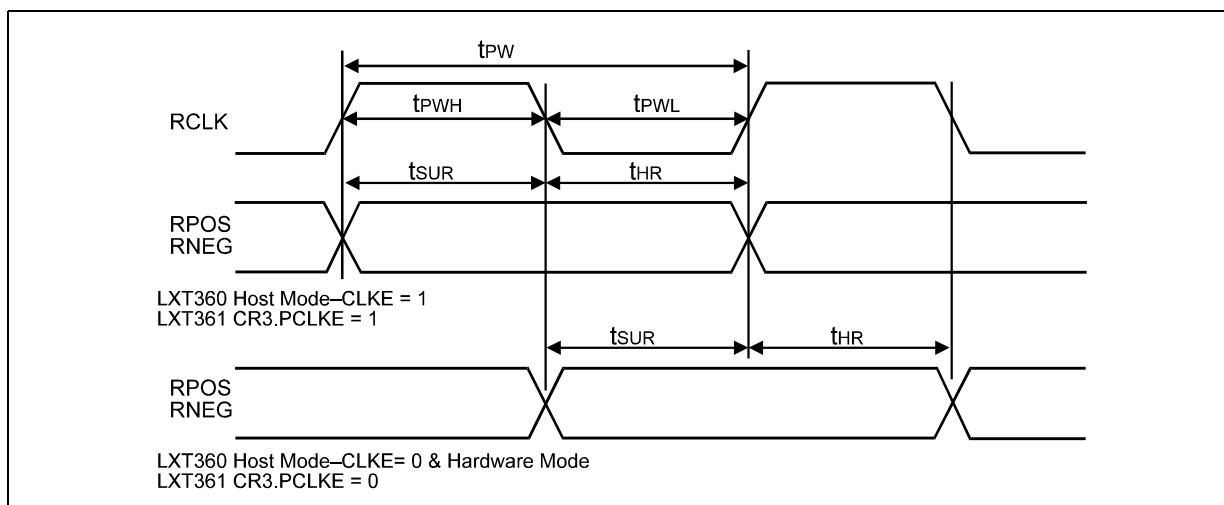 tPW
tPWH
tPWL
RCLK
tSUR
tHR
RPOS
RNEG
LXT360 Host Mode–CLKE = 1
LXT361 CR3.PCLKE = 1
tSUR
tHR
RPOS
RNEG
LXT360 Host Mode–CLKE= 0 & Hardware Mode
LXT361 CR3.PCLKE = 0